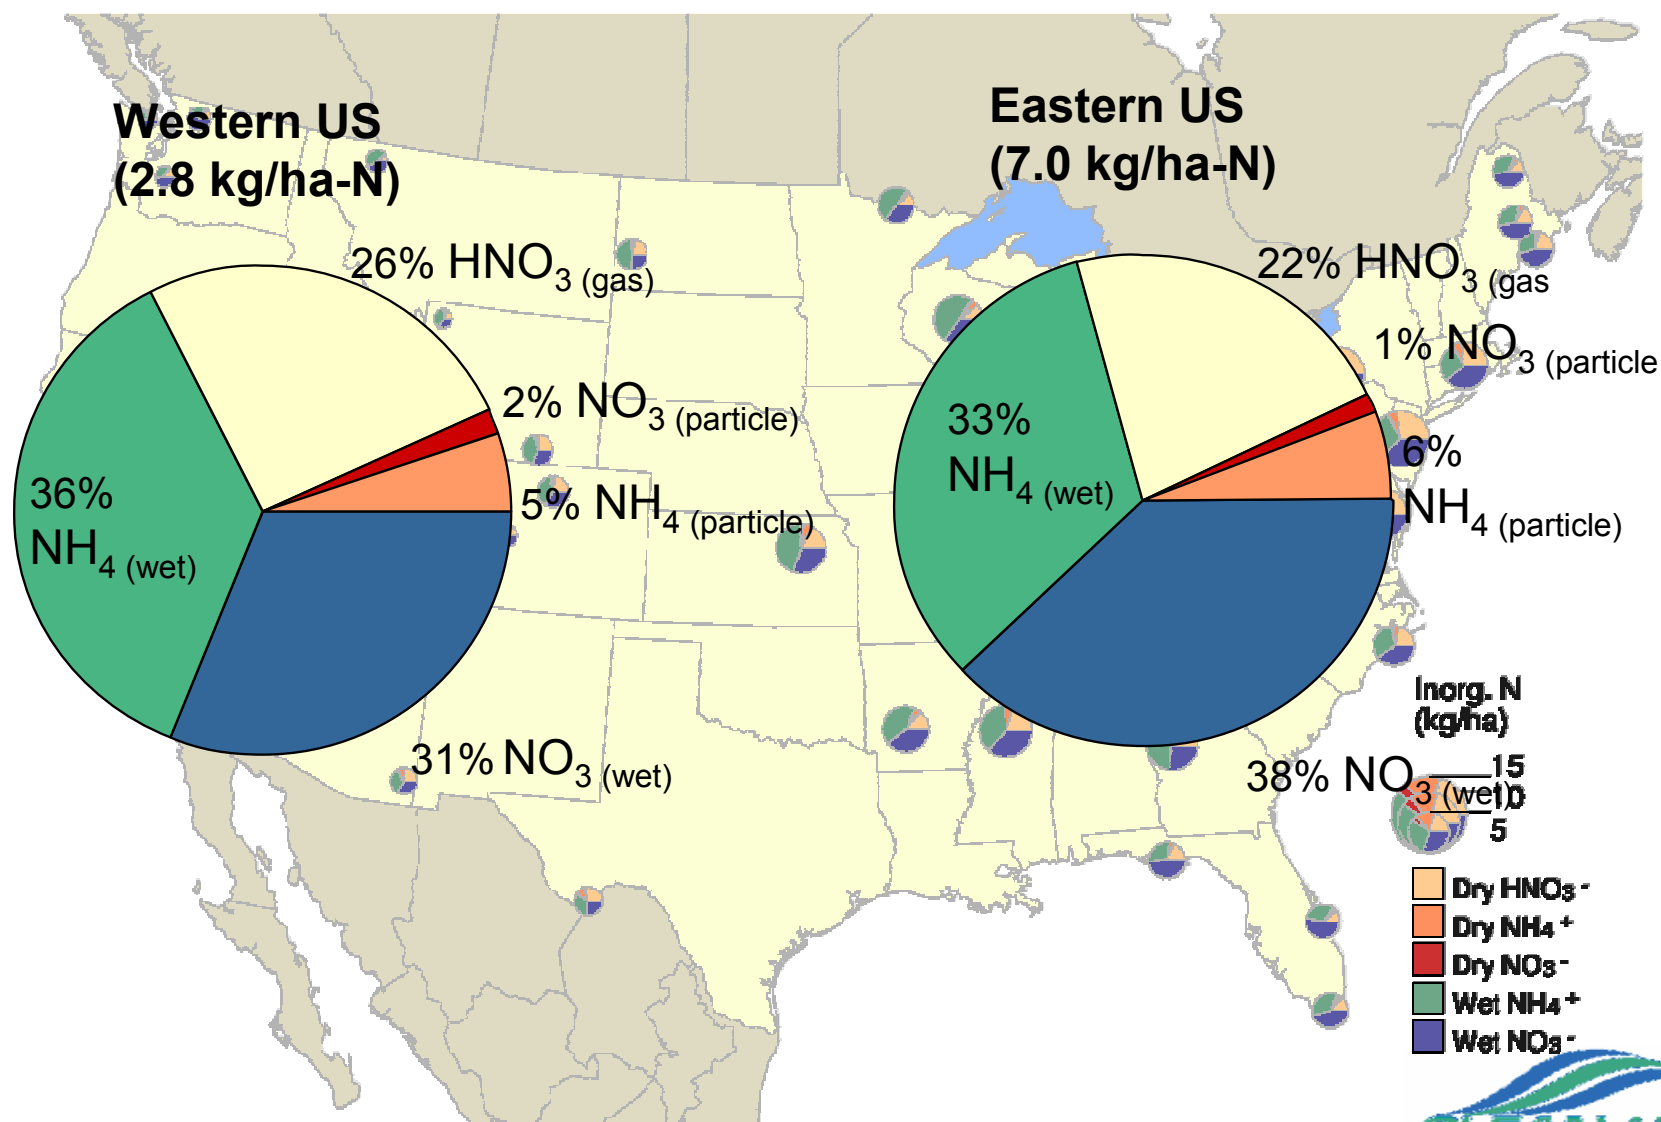 Western US
(2.8 kg/ha-N)
26% HNO3 (gas)
2% NO3 (particle)
5% NH4 (particle)
36%
NH4 (wet)
31% NO3 (wet)
Eastern US
(7.0 kg/ha-N)
22% HNO3 (gas
1% NO3 (particle
6%
NH4 (particle)
33%
NH4 (wet)
38% NO3 (wet)
Inorg. N
(kg/ha)
15
10
5
Dry HNO3 -
Dry NH4 +
Dry NO3 -
Wet NH4 +
Wet NO3 -